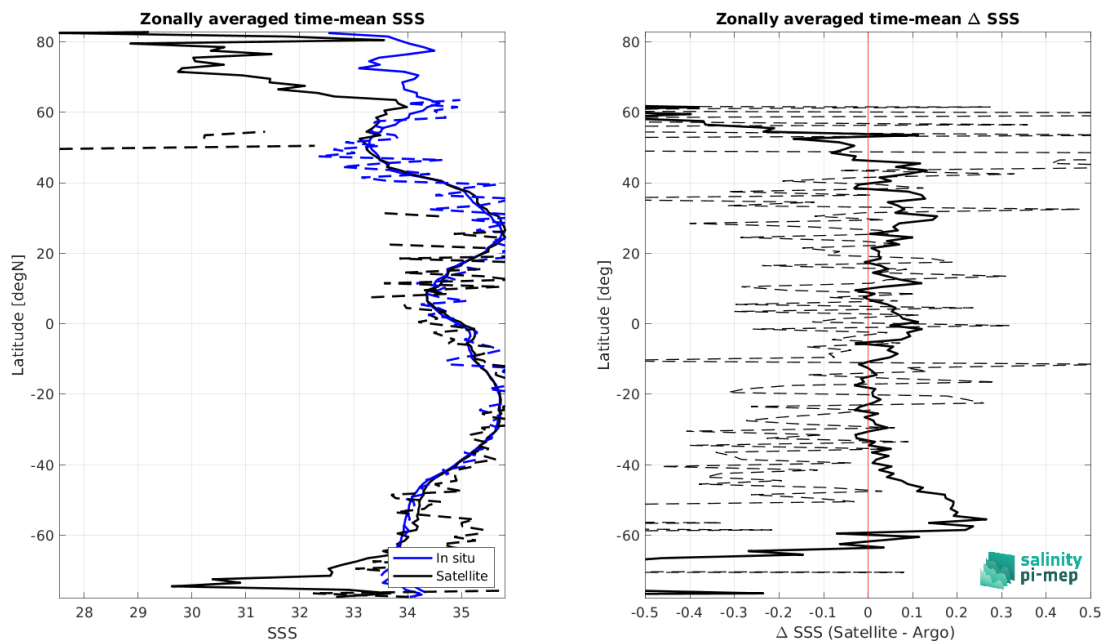 Zonally averaged time-mean SSS
80
60
40
20
0
-20
-40
-60
Latitude [degN]
28 29 30 31 32 33 34 35
SSS
In situ
Satellite
Zonally averaged time-mean Δ SSS
80
60
40
20
0
-20
-40
-60
Latitude [deg]
-0.5 -0.4 -0.3 -0.2 -0.1 0 0.1 0.2 0.3 0.4 0.5
Δ SSS (Satellite - Argo)
salinity
pi-mep